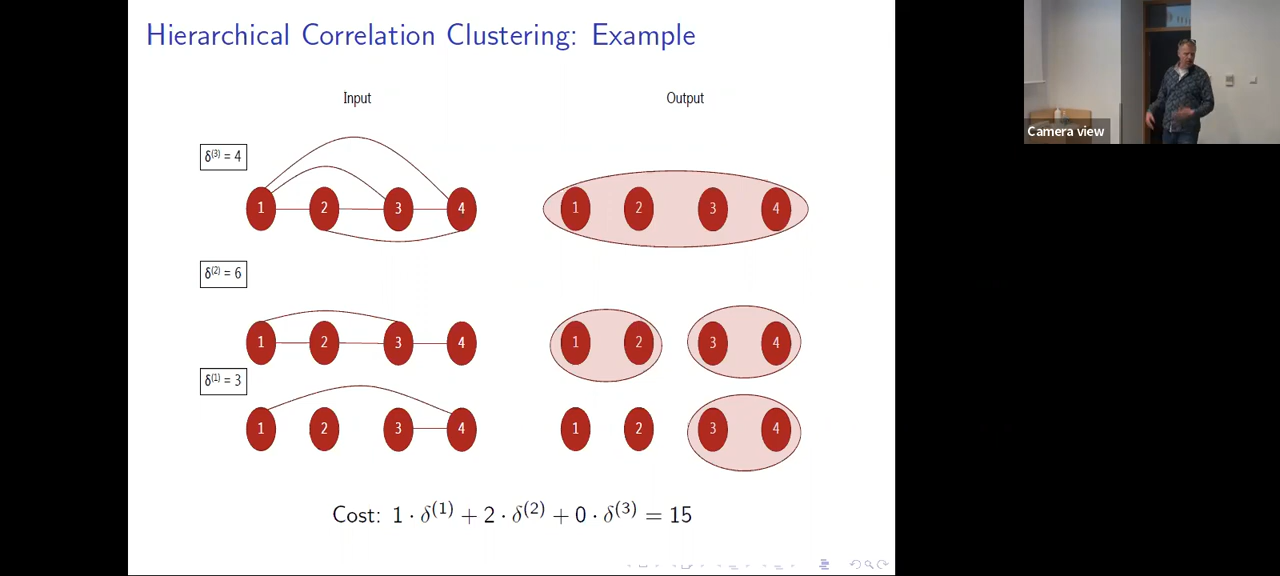 Hierarchical Correlation Clustering: Example
Input
Output
δ(3) = 4
1 2 3 4
1 2 3 4
δ(2) = 6
1 2 3 4
1 2 3 4
δ(1) = 3
1 2 3 4
1 2 3 4
Cost: 1 · δ(1) + 2 · δ(2) + 0 · δ(3) = 15
Camera view